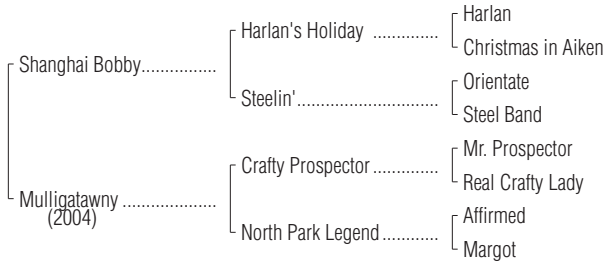 Harlan
Harlan's Holiday ..............
Christmas in Aiken
Shanghai Bobby................
Orientate
Steelin'..............................
Steel Band
Mr. Prospector
Crafty Prospector ..............
Real Crafty Lady
Mulligatawny ....................
(2004)
Affirmed
North Park Legend............
Margot